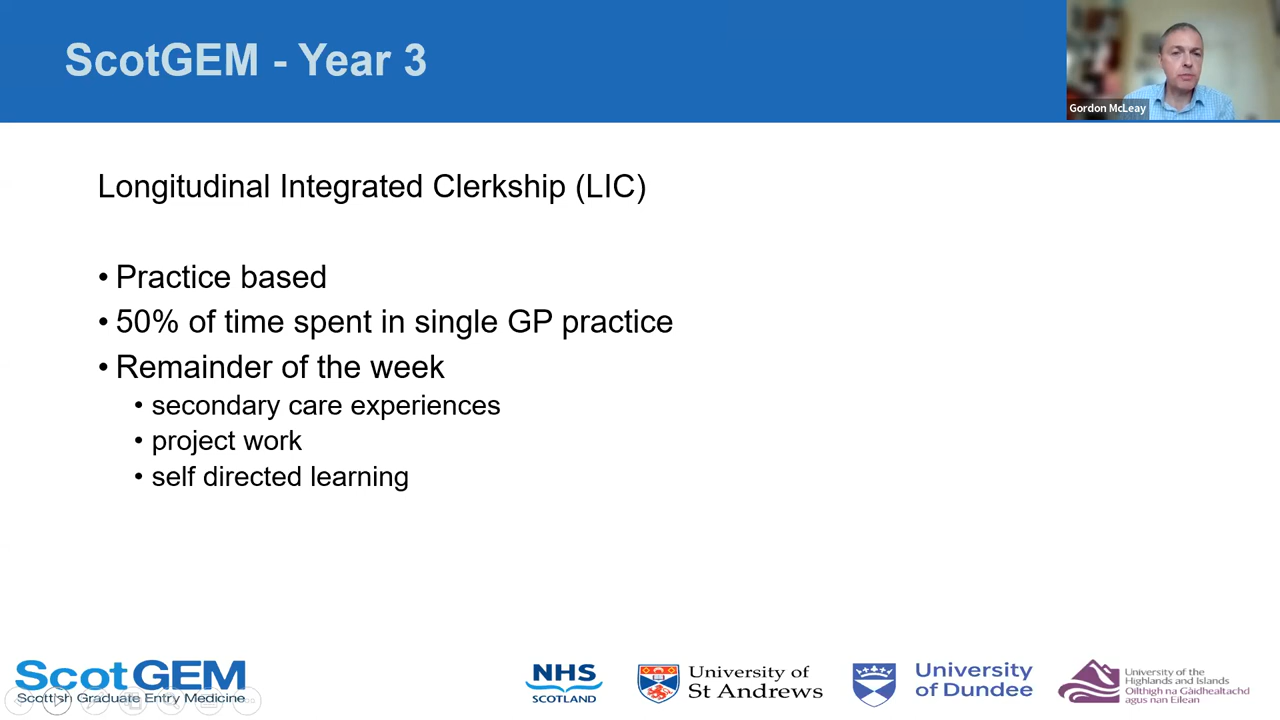 ScotGEM - Year 3
Gordon McLeay
Longitudinal Integrated Clerkship (LIC)
• Practice based
• 50% of time spent in single GP practice
• Remainder of the week
• secondary care experiences
• project work
• self directed learning
ScotGEM
Scottish Graduate Entry Medicine
NHS
SCOTLAND
University of
St Andrews
University
of Dundee
University of the
Highlands and Islands
Oilthigh na Gàidhealtachd
agus nan Eilean